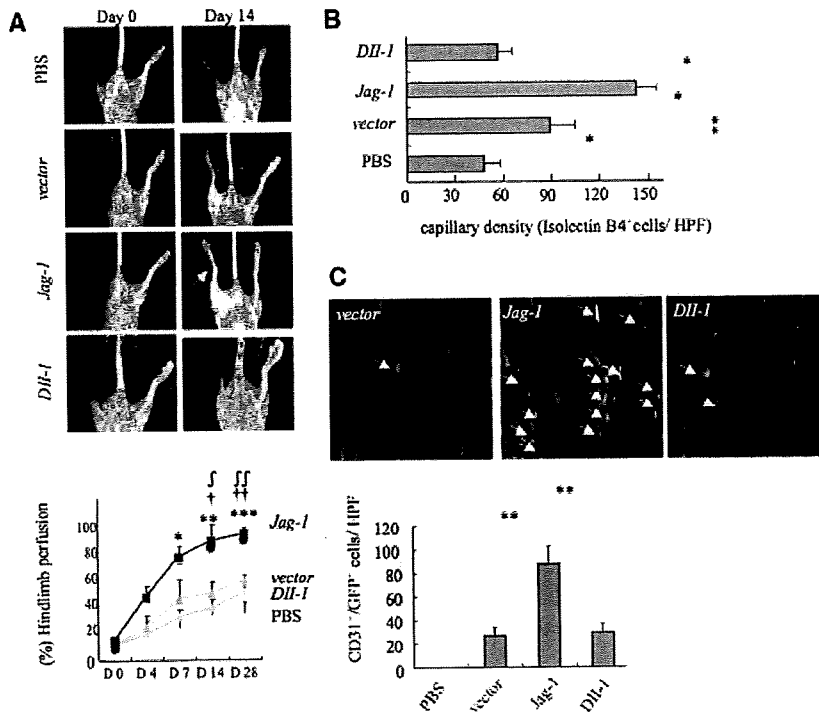 A
Day 0 Day 14
PBS
vector
Jag-1
Dll-1
(%) Hindlimb perfusion
100
80
60
40
20
0
D 0 D 4 D 7 D 14 D 28
∫ ∫∫
† ††
* ** ***
Jag-1
vector
Dll-1
PBS
B
Dll-1
Jag-1
vector
PBS
*
*
*
*
*
0 30 60 90 120 150
capillary density (Isolectin B4⁺cells/ HPF)
C
vector Jag-1 Dll-1
** **
CD31⁺/GFP⁺ cells/ HPF
120
100
80
60
40
20
0
PBS vector Jag-1 Dll-1